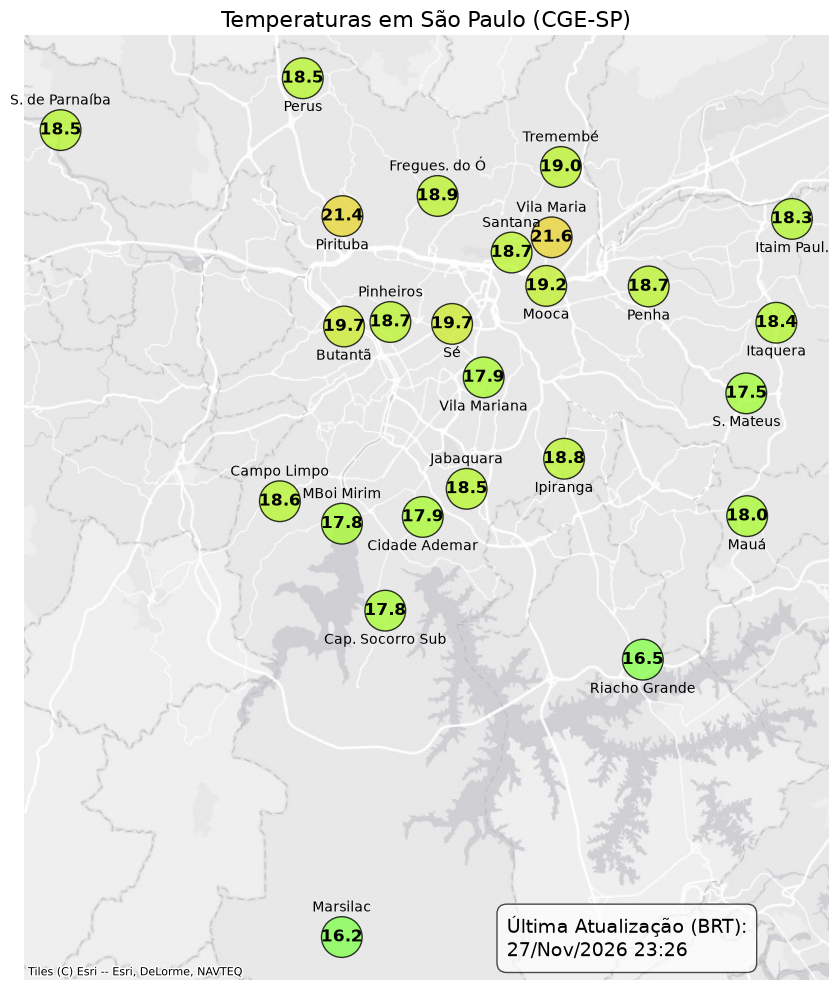 Temperaturas em São Paulo (CGE-SP)
18.5
Perus
S. de Parnaíba
18.5
Tremembé
19.0
Fregues. do Ó
18.9
21.4
Pirituba
Vila Maria
21.6
Santana
18.7
18.3
Itaim Paul.
19.2
Mooca
18.7
Penha
Pinheiros
18.7
19.7
Butantã
19.7
Sé
18.4
Itaquera
17.9
Vila Mariana
17.5
S. Mateus
18.8
Ipiranga
Jabaquara
18.5
Campo Limpo
18.6
MBoi Mirim
17.8
17.9
Cidade Ademar
18.0
Mauá
17.8
Cap. Socorro Sub
16.5
Riacho Grande
Marsilac
16.2
Última Atualização (BRT):
27/Nov/2026 23:26
Tiles (C) Esri -- Esri, DeLorme, NAVTEQ